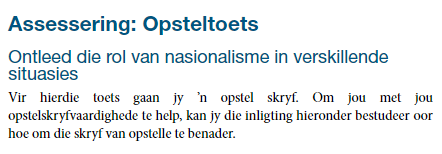 Assessering: Opsteltoets
Ontleed die rol van nasionalisme in verskillende
situasies
Vir hierdie toets gaan jy 'n opstel skryf. Om jou met jou
opstelskryfvaardighede te help, kan jy die inligting hieronder bestudeer oor
hoe om die skryf van opstelle te benader.